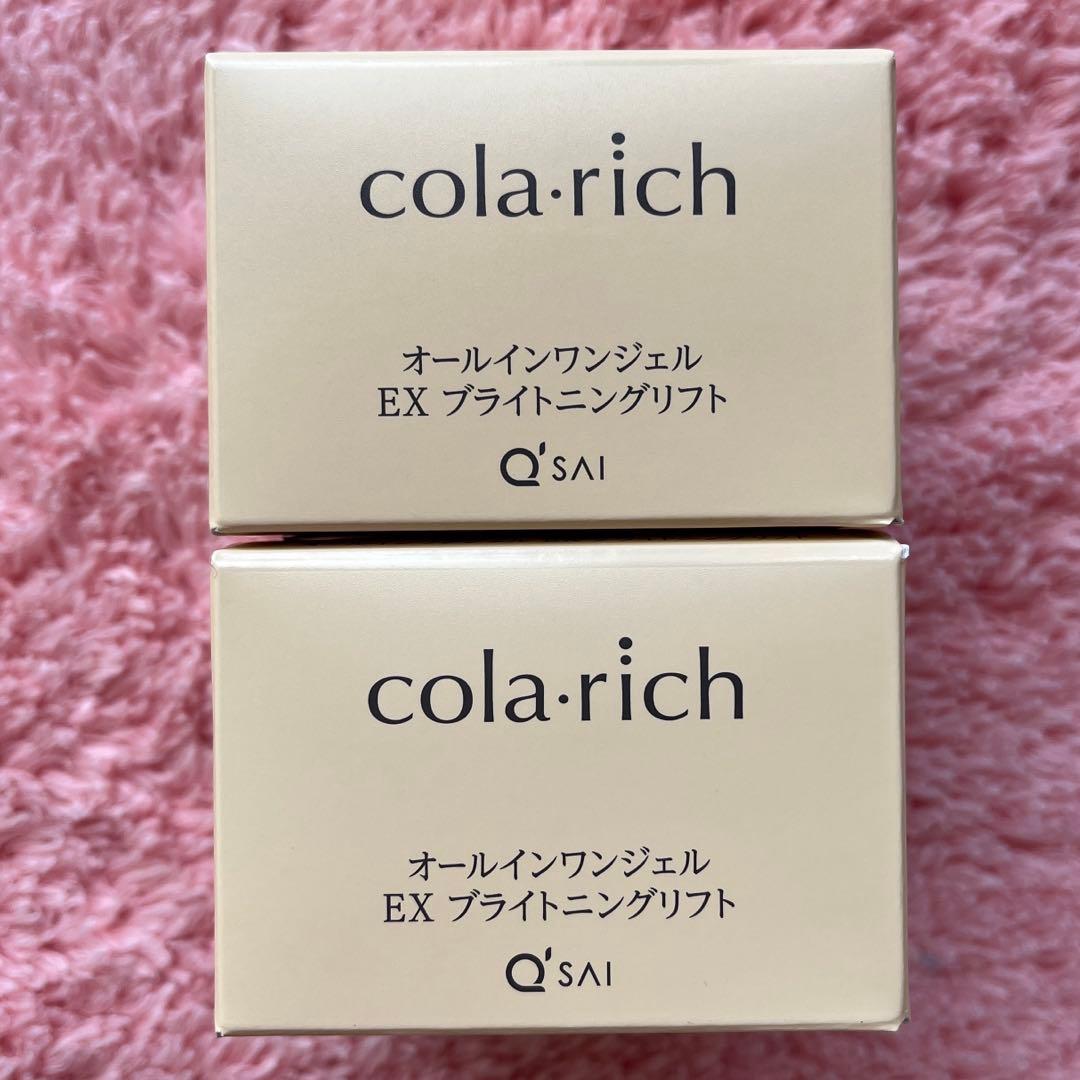 cola·rich
オールインワンジェル
EX ブライトニングリフト
Q'SAI
cola·rich
オールインワンジェル
EX ブライトニングリフト
Q'SAI